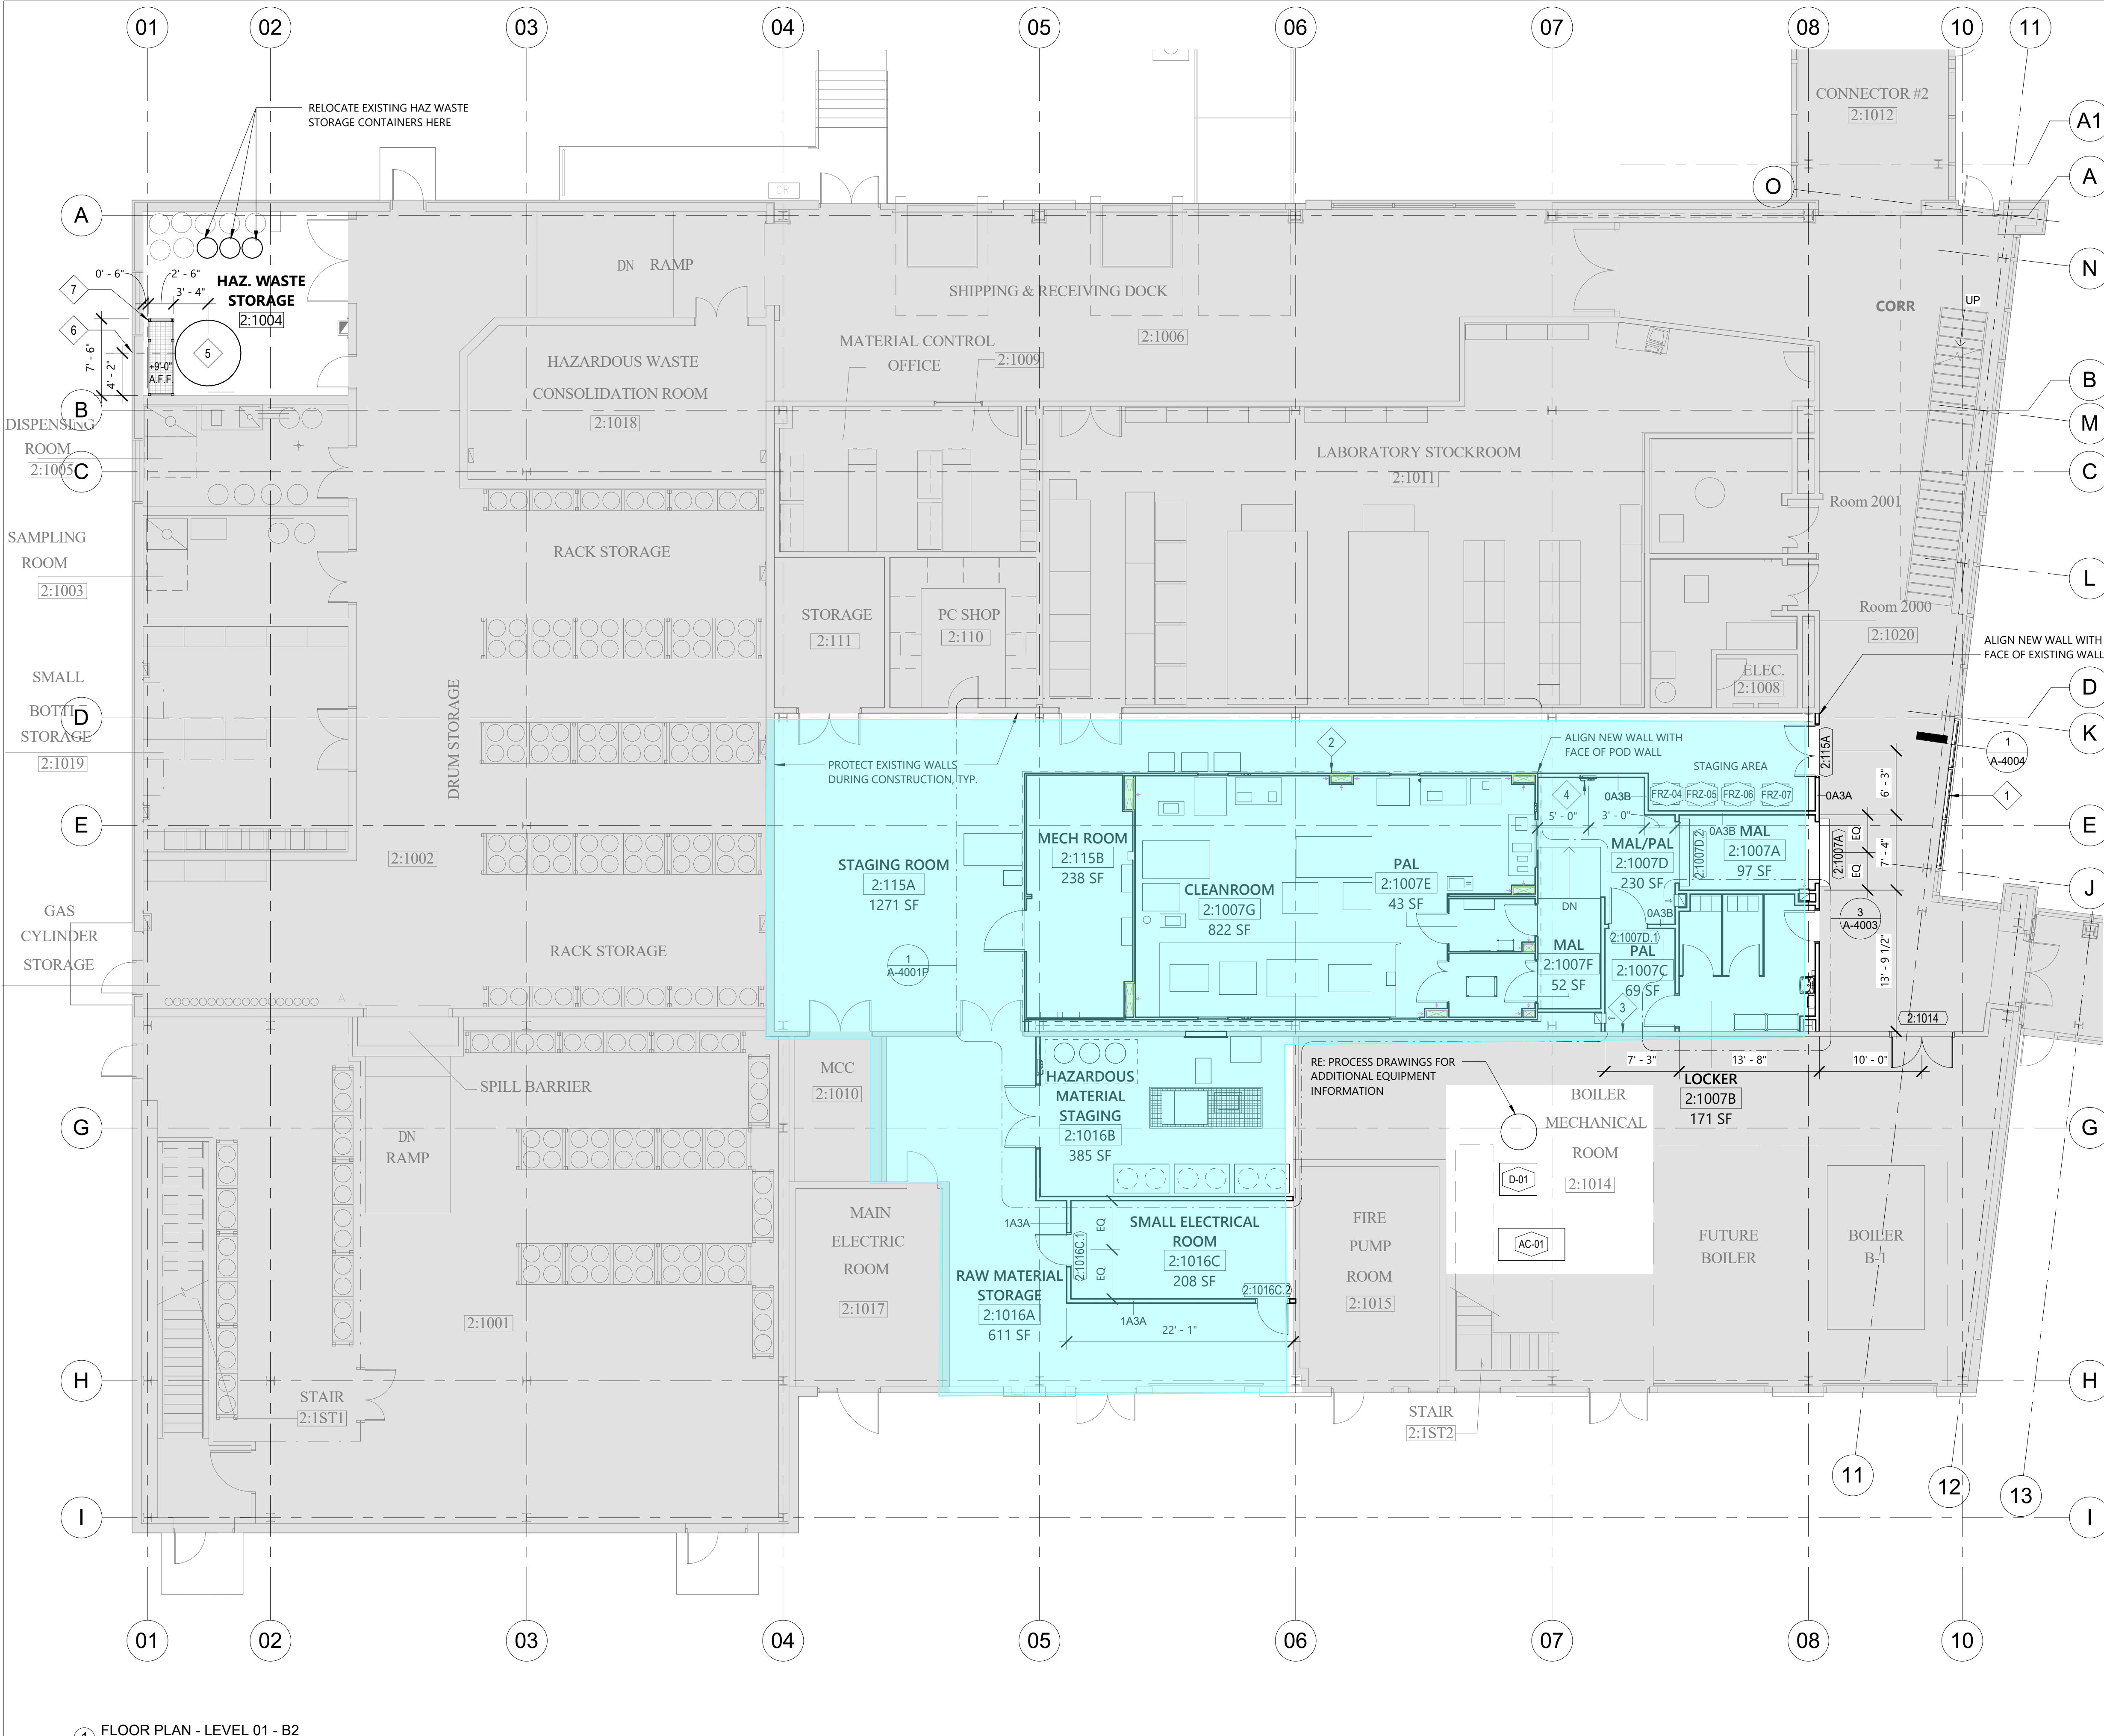 01
02
03
04
05
06
07
08
10
11
RELOCATE EXISTING HAZ WASTE
STORAGE CONTAINERS HERE
CONNECTOR #2
2:1012
A1
O
A
A
N
DN RAMP
SHIPPING & RECEIVING DOCK
2:1006
CORR
UP
0' - 6"
2' - 6"
3' - 4"
HAZ. WASTE
STORAGE
2:1004
7
6
5
7' - 6"
4' - 2"
+9'-0"
A.F.F.
HAZARDOUS WASTE
CONSOLIDATION ROOM
2:1018
MATERIAL CONTROL
OFFICE
2:1009
B
B
M
DISPENSING
ROOM
2:1005
C
LABORATORY STOCKROOM
2:1011
C
Room 2001
SAMPLING
ROOM
2:1003
RACK STORAGE
L
STORAGE
2:111
PC SHOP
2:110
Room 2000
2:1020
ALIGN NEW WALL WITH
FACE OF EXISTING WALL
SMALL
STORAGE
2:1019
D
DRUM STORAGE
ELEC.
2:1008
D
K
PROTECT EXISTING WALLS
DURING CONSTRUCTION, TYP.
2
ALIGN NEW WALL WITH
FACE OF POD WALL
STAGING AREA
2:115A
1
A-4004
6' - 3"
FRZ-04
FRZ-05
FRZ-06
FRZ-07
4
0A3B
0A3A
1
5' - 0"
3' - 0"
E
E
2:1002
STAGING ROOM
2:115A
1271 SF
MECH ROOM
2:115B
238 SF
CLEANROOM
2:1007G
822 SF
PAL
2:1007E
43 SF
MAL/PAL
2:1007D
230 SF
0A3B
2:1007D.2
MAL
2:1007A
97 SF
2:1007A
EQ
EQ
7' - 4"
J
GAS
CYLINDER
STORAGE
RACK STORAGE
DN
0A3B
2:1007D.1
MAL
2:1007F
52 SF
PAL
2:1007C
69 SF
3
3
A-4003
13' - 9 1/2"
1
A-4001P
2:1014
SPILL BARRIER
MCC
2:1010
HAZARDOUS
MATERIAL
STAGING
2:1016B
385 SF
RE: PROCESS DRAWINGS FOR
ADDITIONAL EQUIPMENT
INFORMATION
7' - 3"
13' - 8"
10' - 0"
LOCKER
2:1007B
171 SF
G
G
DN
RAMP
BOILER
MECHANICAL
ROOM
2:1014
D-01
AC-01
MAIN
ELECTRIC
ROOM
2:1017
1A3A
2:1016C.1
EQ
EQ
SMALL ELECTRICAL
ROOM
2:1016C
208 SF
2:1016C.2
RAW MATERIAL
STORAGE
2:1016A
611 SF
1A3A
22' - 1"
FIRE
PUMP
ROOM
2:1015
FUTURE
BOILER
BOILER
B-1
2:1001
H
H
STAIR
2:1ST1
STAIR
2:1ST2
11
12
13
I
I
01
02
03
04
05
06
07
08
10
FLOOR PLAN - LEVEL 01 - B2